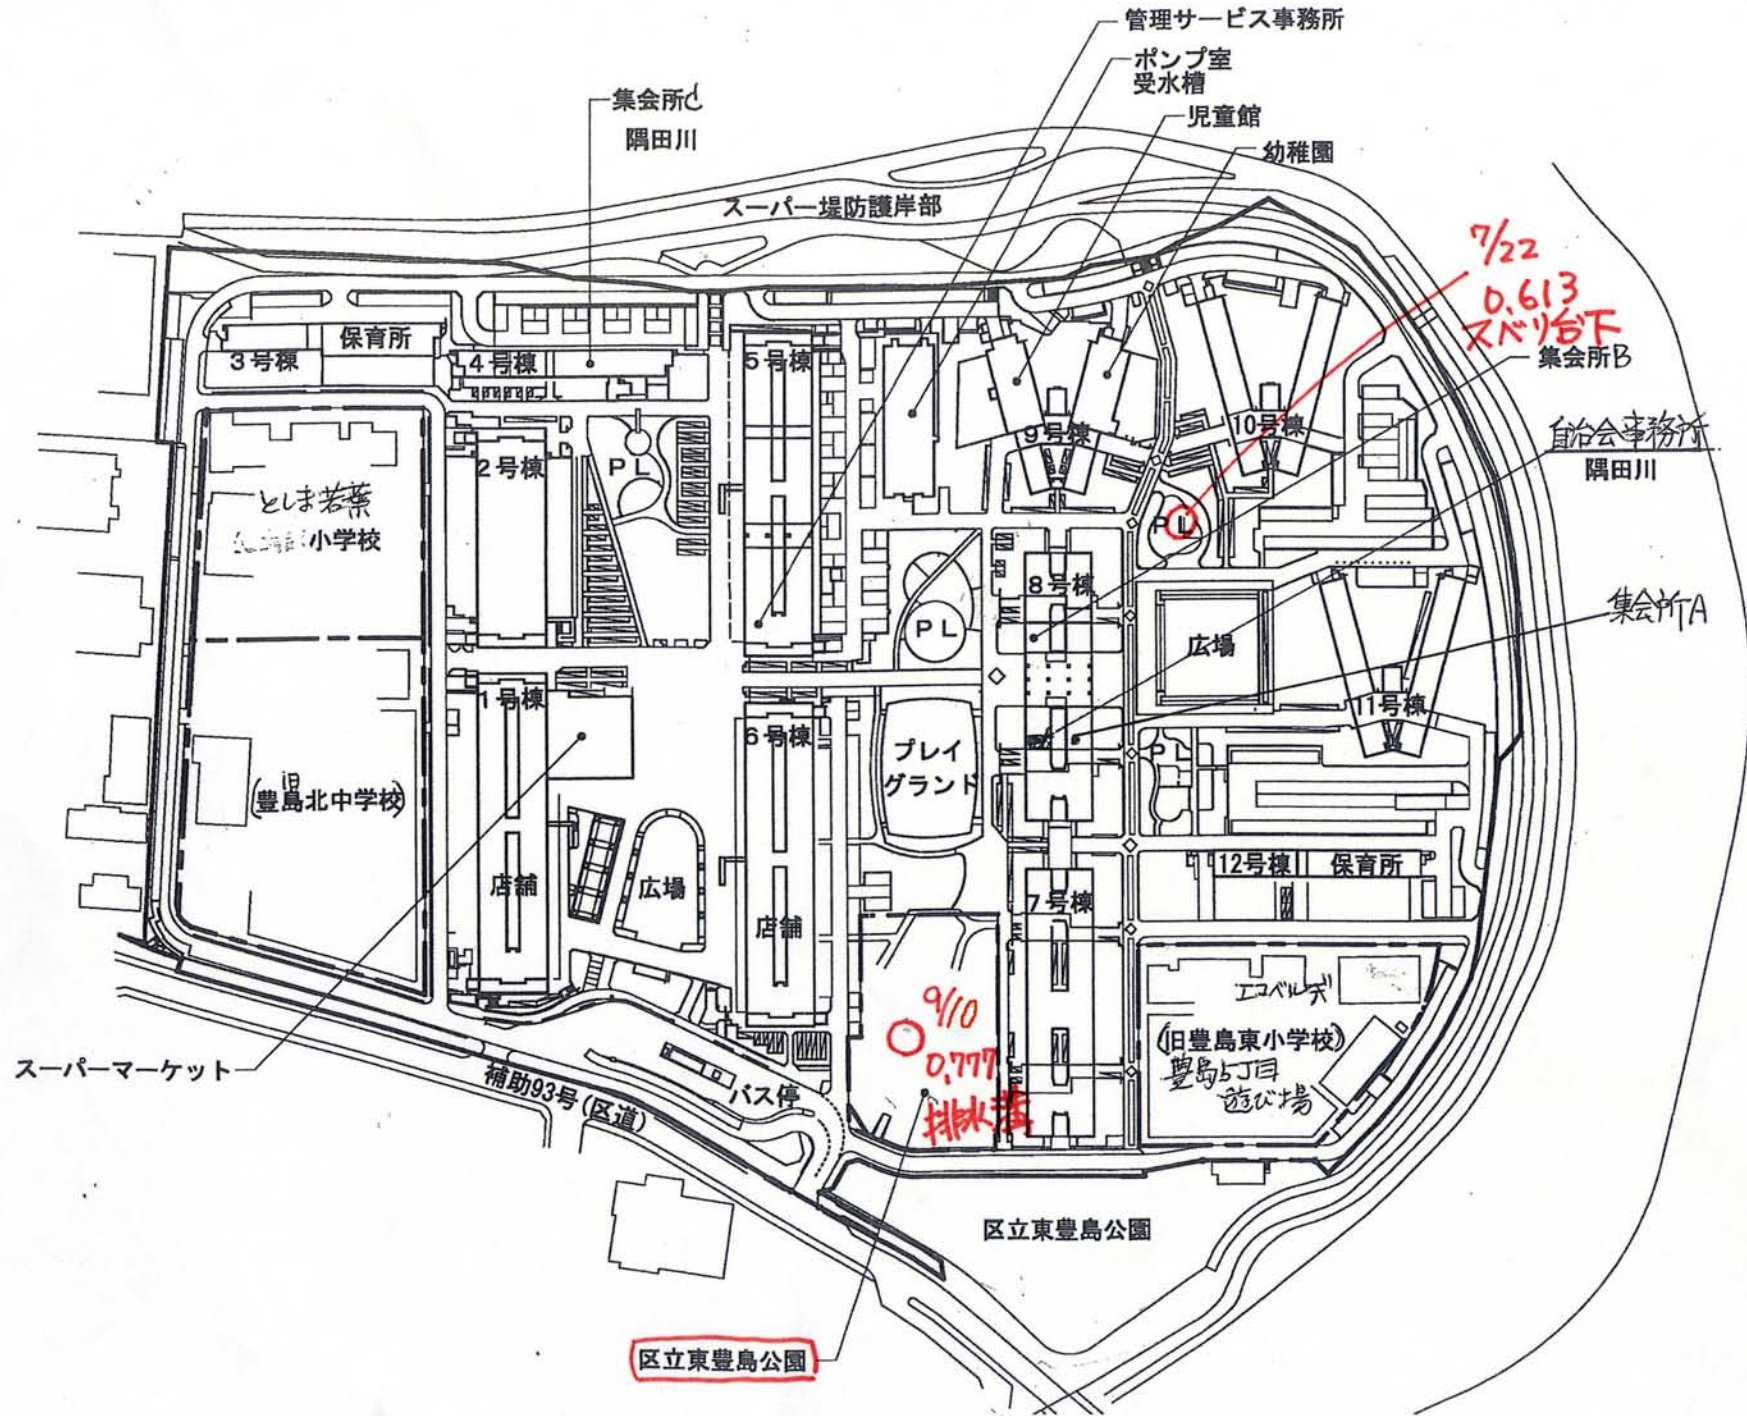 管理サービス事務所
ポンプ室
受水槽
児童館
幼稚園
集会所C
隅田川
スーパー堤防護岸部
7/22
0.613
スベリ台下
集会所B
自治会事務所
隅田川
集会所A
3号棟
保育所
4号棟
5号棟
9号棟
10号棟
2号棟
PL
PL
としま若葉
小学校
8号棟
PL
広場
11号棟
1号棟
6号棟
プレイ
グランド
PL
旧
(豊島北中学校)
店舗
広場
店舗
7号棟
12号棟
保育所
9/10
0.777
排水溝
エコベルデ
(旧豊島東小学校)
豊島5丁目
遊び場
スーパーマーケット
補助93号(区道)
バス停
区立東豊島公園
区立東豊島公園